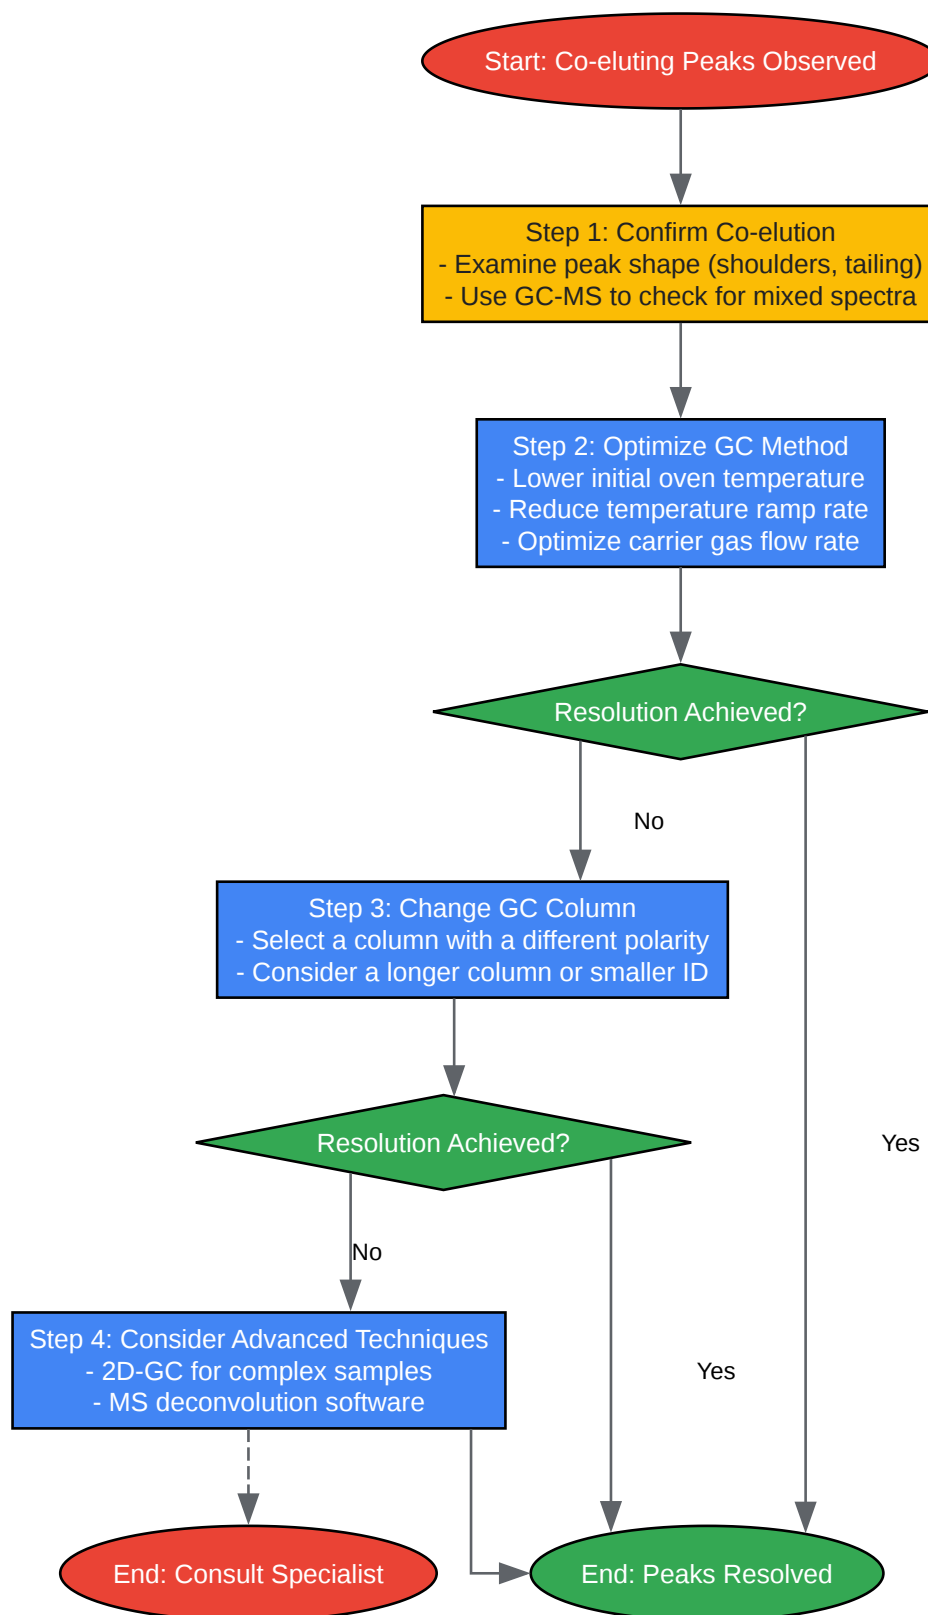 Start: Co-eluting Peaks Observed
Step 1: Confirm Co-elution
- Examine peak shape (shoulders, tailing)
- Use GC-MS to check for mixed spectra
Step 2: Optimize GC Method
- Lower initial oven temperature
- Reduce temperature ramp rate
- Optimize carrier gas flow rate
Resolution Achieved?
No
Step 3: Change GC Column
- Select a column with a different polarity
- Consider a longer column or smaller ID
Resolution Achieved?
Yes
No
Step 4: Consider Advanced Techniques
- 2D-GC for complex samples
- MS deconvolution software
Yes
End: Consult Specialist
End: Peaks Resolved